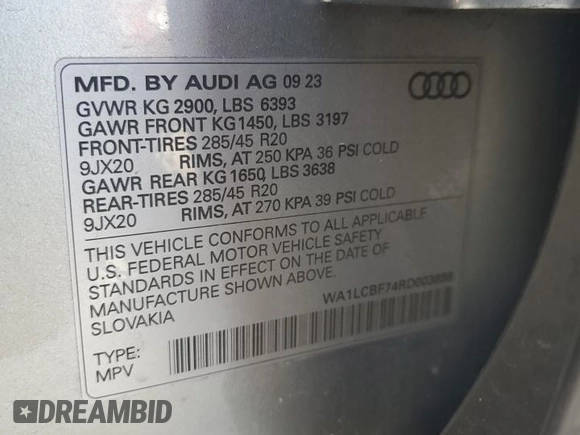 MFD. BY AUDI AG 09 23
GVWR KG 2900, LBS 6393
GAWR FRONT KG1450, LBS 3197
FRONT-TIRES 285/45 R20
9JX20 RIMS, AT 250 KPA 36 PSI COLD
GAWR REAR KG 1650, LBS 3638
REAR-TIRES 285/45 R20
9JX20 RIMS, AT 270 KPA 39 PSI COLD
THIS VEHICLE CONFORMS TO ALL APPLICABLE
U.S. FEDERAL MOTOR VEHICLE SAFETY
STANDARDS IN EFFECT ON THE DATE OF
MANUFACTURE SHOWN ABOVE.
SLOVAKIA
TYPE:
MPV
DREAMBID